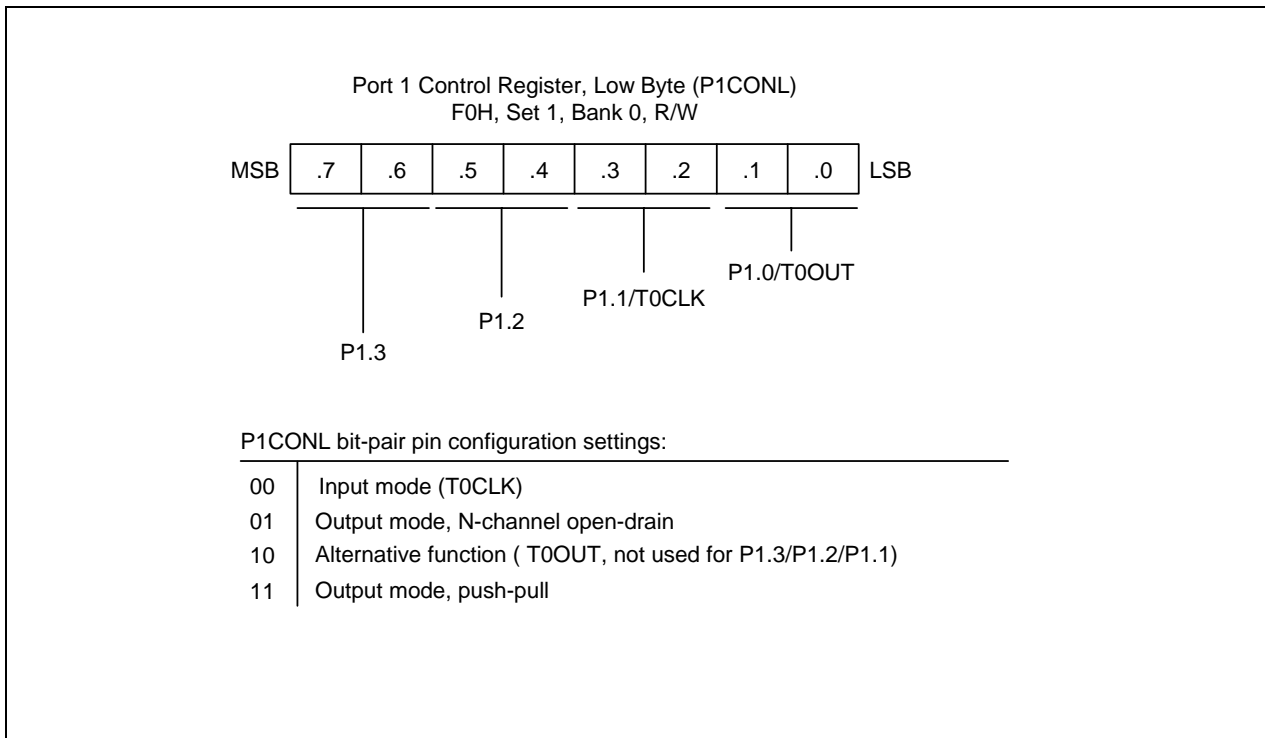 Port 1 Control Register, Low Byte (P1CONL)
F0H, Set 1, Bank 0, R/W
MSB .7 .6 .5 .4 .3 .2 .1 .0 LSB
P1.0/T0OUT
P1.1/T0CLK
P1.2
P1.3
P1CONL bit-pair pin configuration settings:
00 Input mode (T0CLK)
01 Output mode, N-channel open-drain
10 Alternative function ( T0OUT, not used for P1.3/P1.2/P1.1)
11 Output mode, push-pull